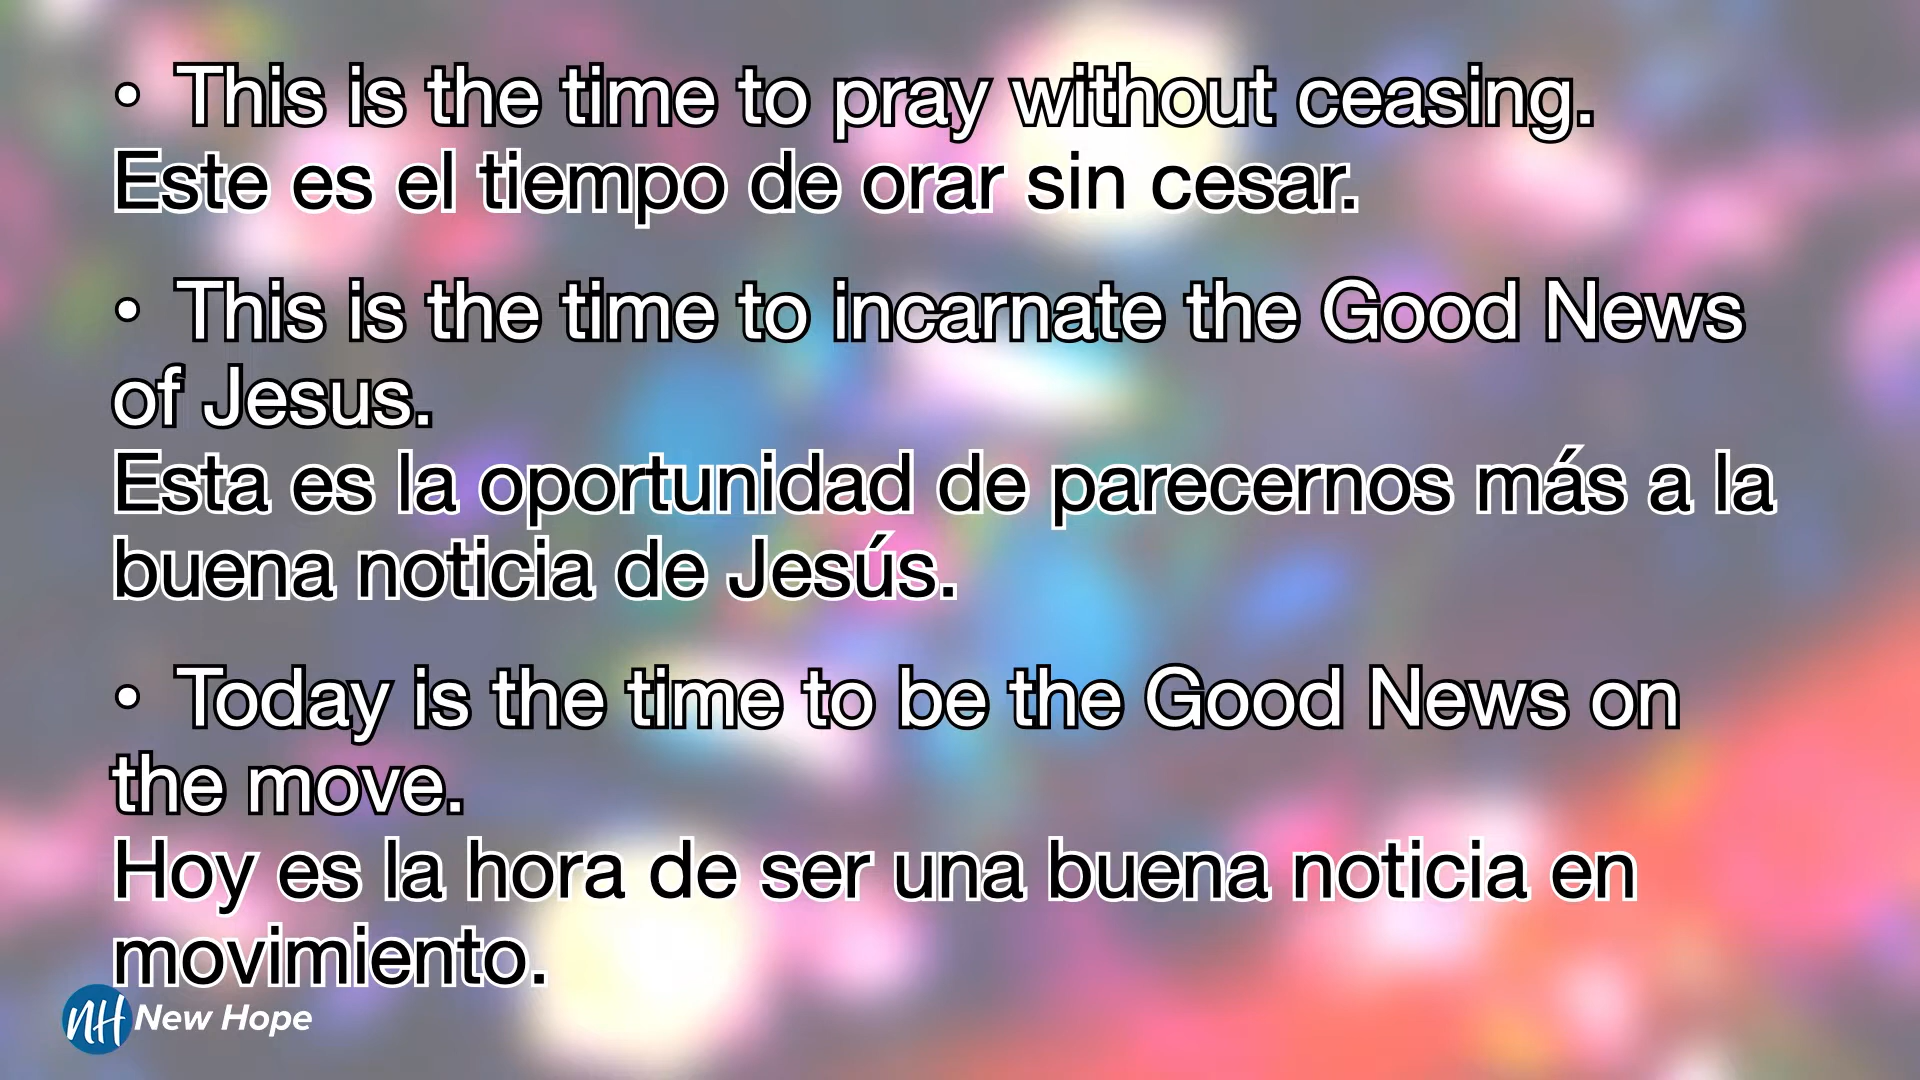 • This is the time to pray without ceasing.
Este es el tiempo de orar sin cesar.
• This is the time to incarnate the Good News
of Jesus.
Esta es la oportunidad de parecernos más a la
buena noticia de Jesús.
• Today is the time to be the Good News on
the move.
Hoy es la hora de ser una buena noticia en
movimiento.
NH New Hope